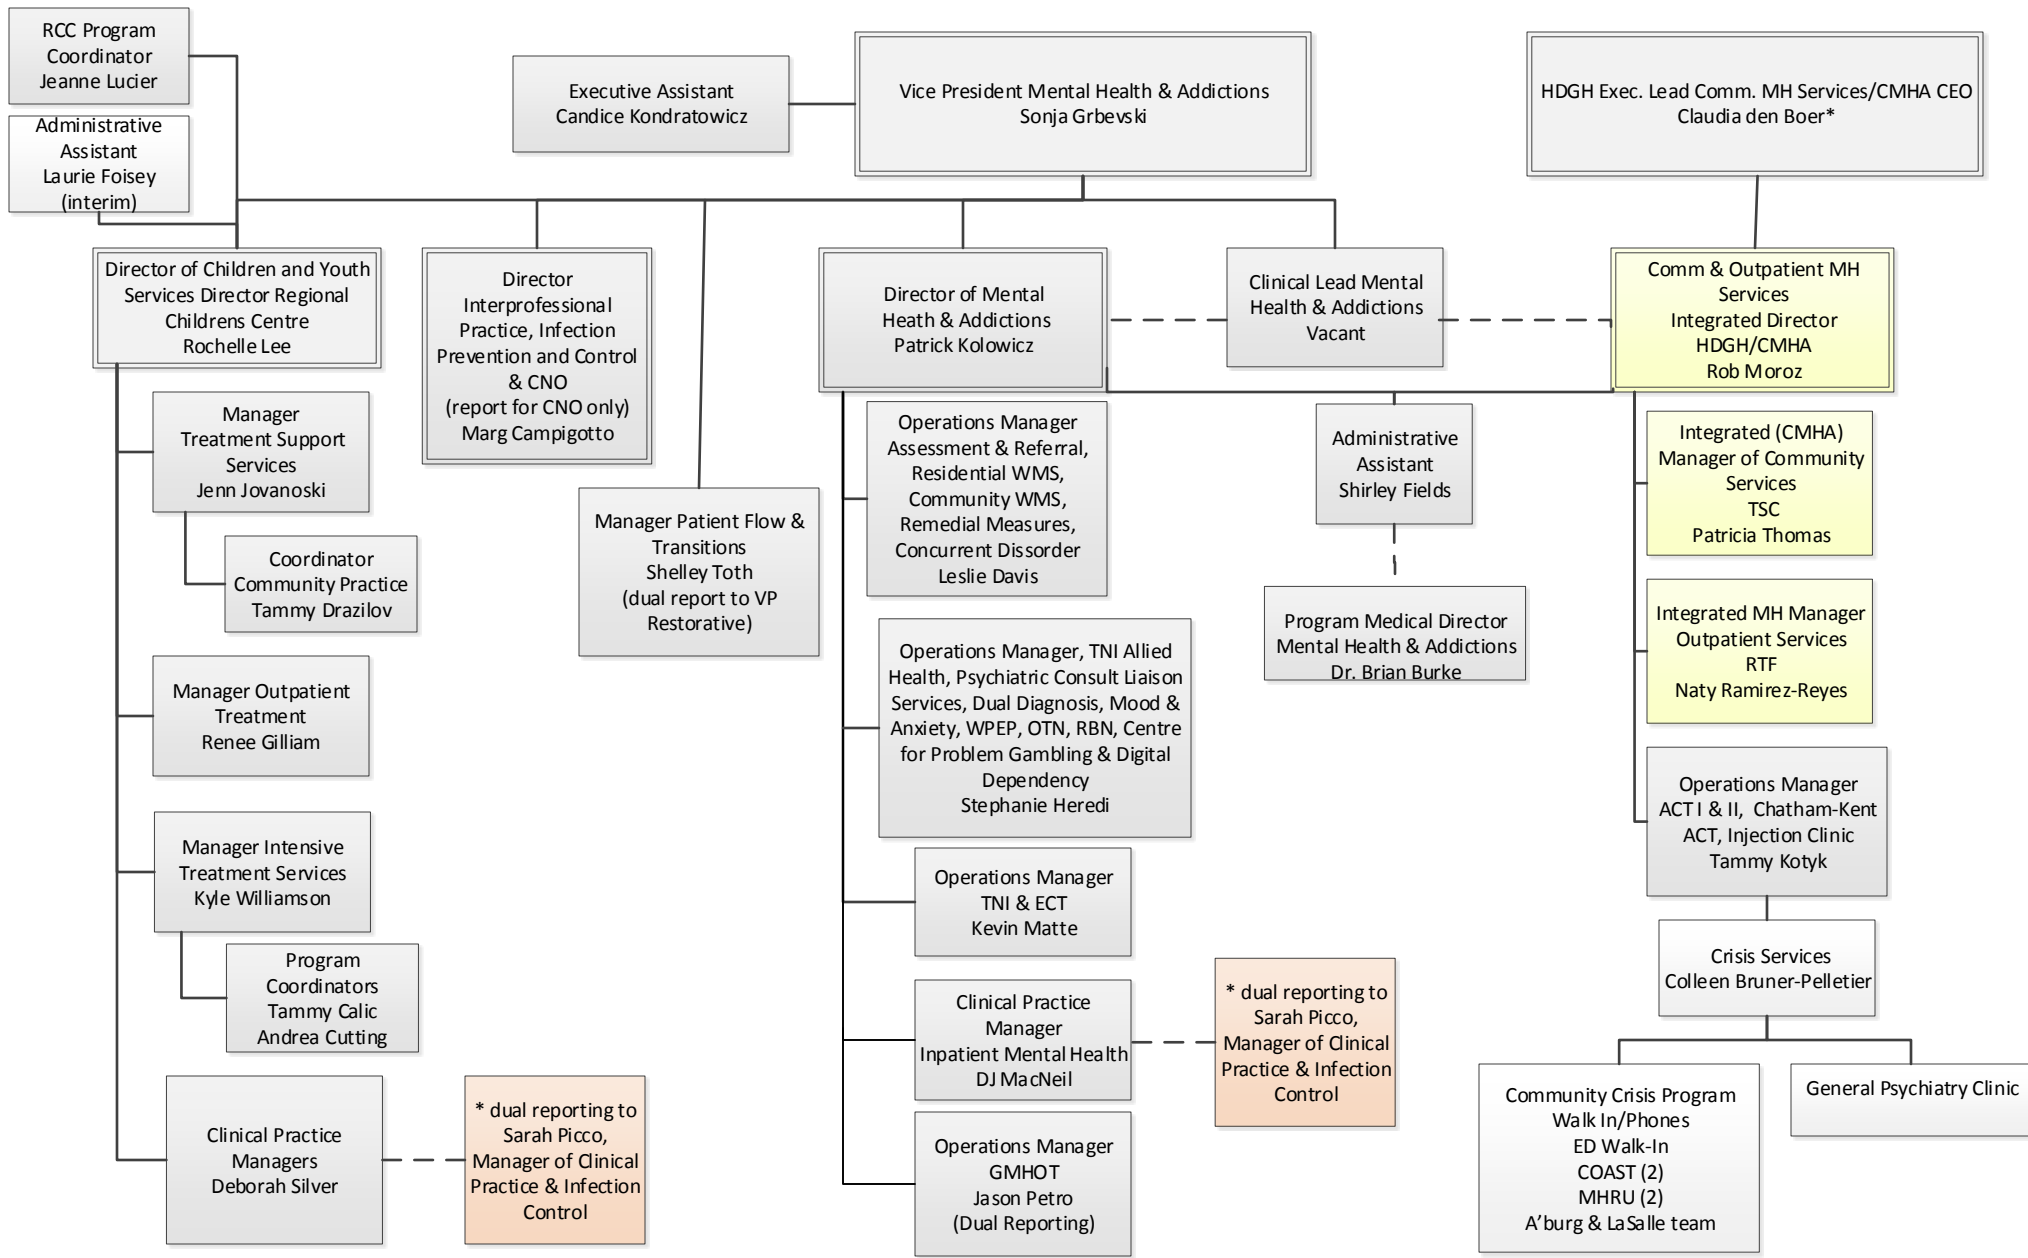 RCC Program
Coordinator
Jeanne Lucier
Administrative
Assistant
Laurie Foisey
(interim)
Executive Assistant
Candice Kondratowicz
Vice President Mental Health & Addictions
Sonja Grbevski
HDGH Exec. Lead Comm. MH Services/CMHA CEO
Claudia den Boer*
Director of Children and Youth
Services Director Regional
Childrens Centre
Rochelle Lee
Director
Interprofessional
Practice, Infection
Prevention and Control
& CNO
(report for CNO only)
Marg Campigotto
Director of Mental
Heath & Addictions
Patrick Kolowicz
Clinical Lead Mental
Health & Addictions
Vacant
Comm & Outpatient MH
Services
Integrated Director
HDGH/CMHA
Rob Moroz
Manager
Treatment Support
Services
Jenn Jovanoski
Coordinator
Community Practice
Tammy Drazilov
Manager Outpatient
Treatment
Renee Gilliam
Manager Intensive
Treatment Services
Kyle Williamson
Program
Coordinators
Tammy Calic
Andrea Cutting
Clinical Practice
Managers
Deborah Silver
* dual reporting to
Sarah Picco,
Manager of Clinical
Practice & Infection
Control
Manager Patient Flow &
Transitions
Shelley Toth
(dual report to VP
Restorative)
Operations Manager
Assessment & Referral,
Residential WMS,
Community WMS,
Remedial Measures,
Concurrent Dissorder
Leslie Davis
Operations Manager, TNI Allied
Health, Psychiatric Consult Liaison
Services, Dual Diagnosis, Mood &
Anxiety, WPEP, OTN, RBN, Centre
for Problem Gambling & Digital
Dependency
Stephanie Heredi
Operations Manager
TNI & ECT
Kevin Matte
Clinical Practice
Manager
Inpatient Mental Health
DJ MacNeil
* dual reporting to
Sarah Picco,
Manager of Clinical
Practice & Infection
Control
Operations Manager
GMHOT
Jason Petro
(Dual Reporting)
Administrative
Assistant
Shirley Fields
Program Medical Director
Mental Health & Addictions
Dr. Brian Burke
Integrated (CMHA)
Manager of Community
Services
TSC
Patricia Thomas
Integrated MH Manager
Outpatient Services
RTF
Naty Ramirez-Reyes
Operations Manager
ACT I & II, Chatham-Kent
ACT, Injection Clinic
Tammy Kotyk
Crisis Services
Colleen Bruner-Pelletier
Community Crisis Program
Walk In/Phones
ED Walk-In
COAST (2)
MHRU (2)
A'burg & LaSalle team
General Psychiatry Clinic